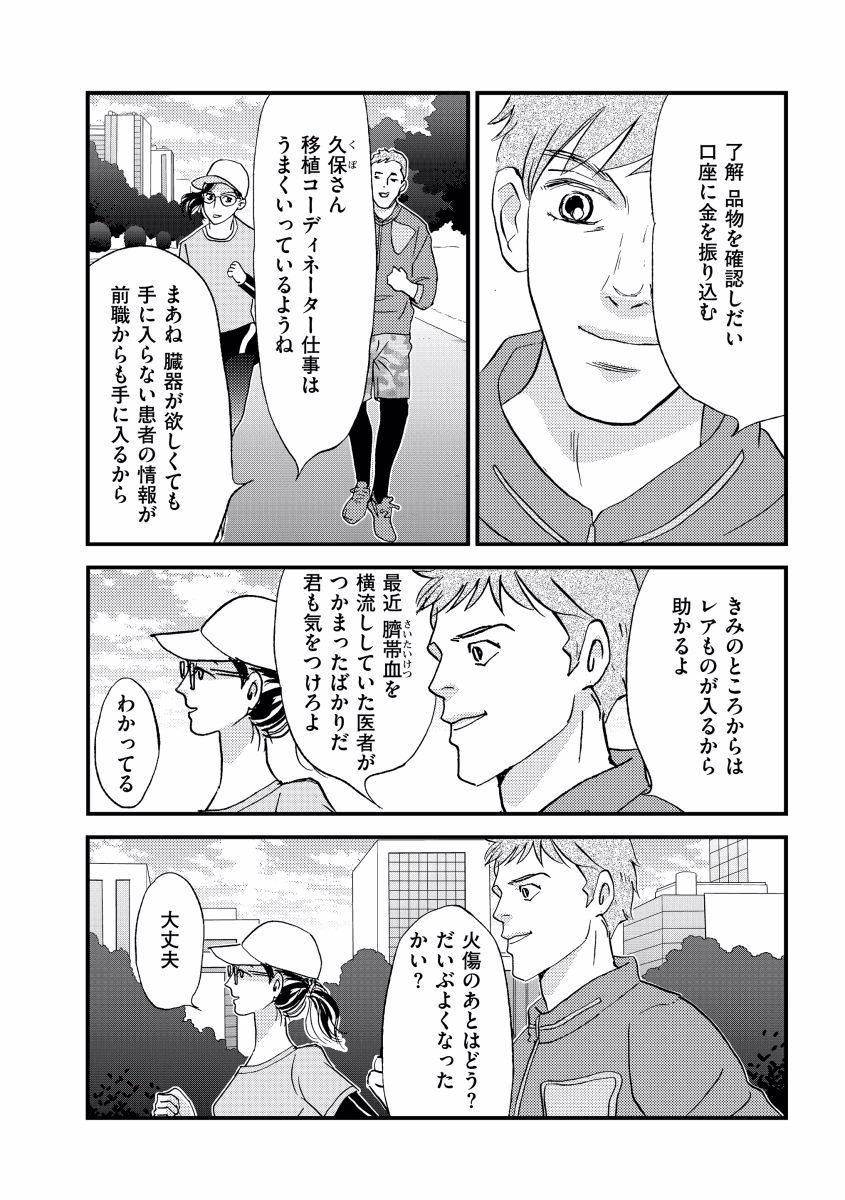 了解 品物を確認しだい
口座に金を振り込む
久保さん
くぼ
移植コーディネーター仕事は
うまくいっているようね
まあね 臓器が欲しくても
手に入らない患者の情報が
前職からも手に入るから
きみのところからは
レアものが入るから
助かるよ
最近 臍帯血を
さいたいけつ
横流ししていた医者が
つかまったばかりだ
君も気をつけろよ
わかってる
火傷のあとはどう?
だいぶよくなった
かい?
大丈夫